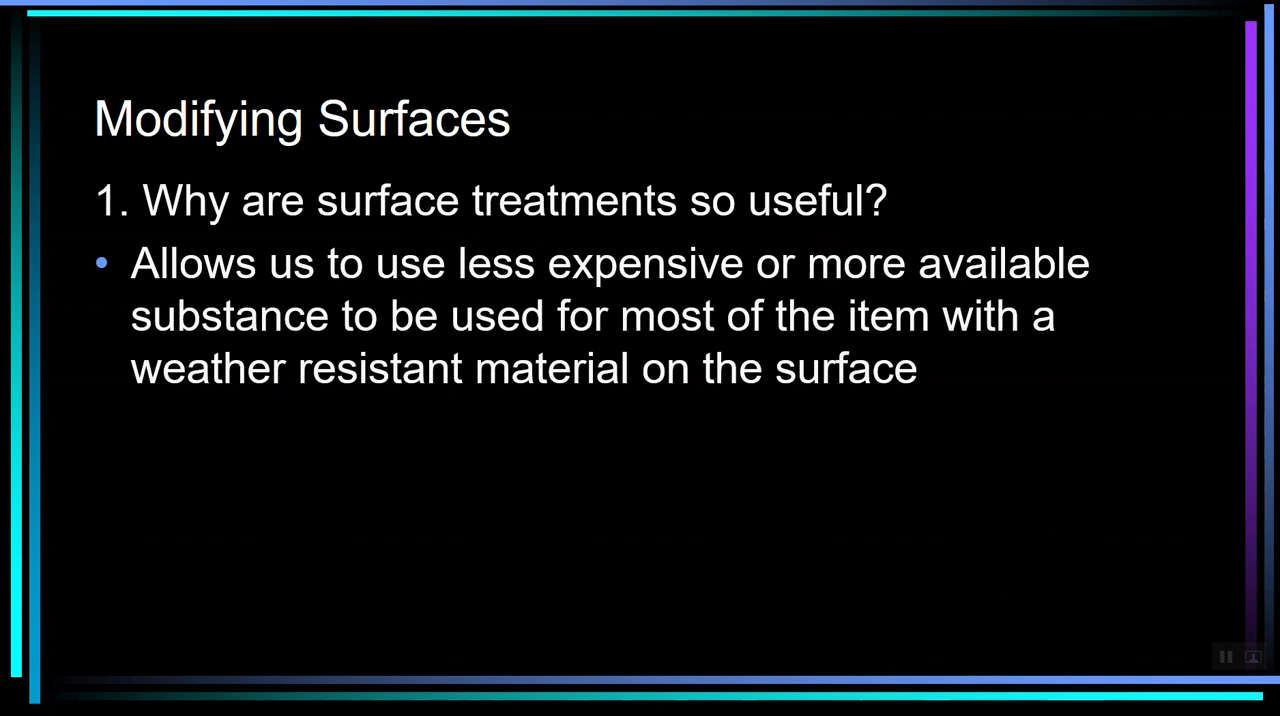 Modifying Surfaces
1. Why are surface treatments so useful?
• Allows us to use less expensive or more available
substance to be used for most of the item with a
weather resistant material on the surface